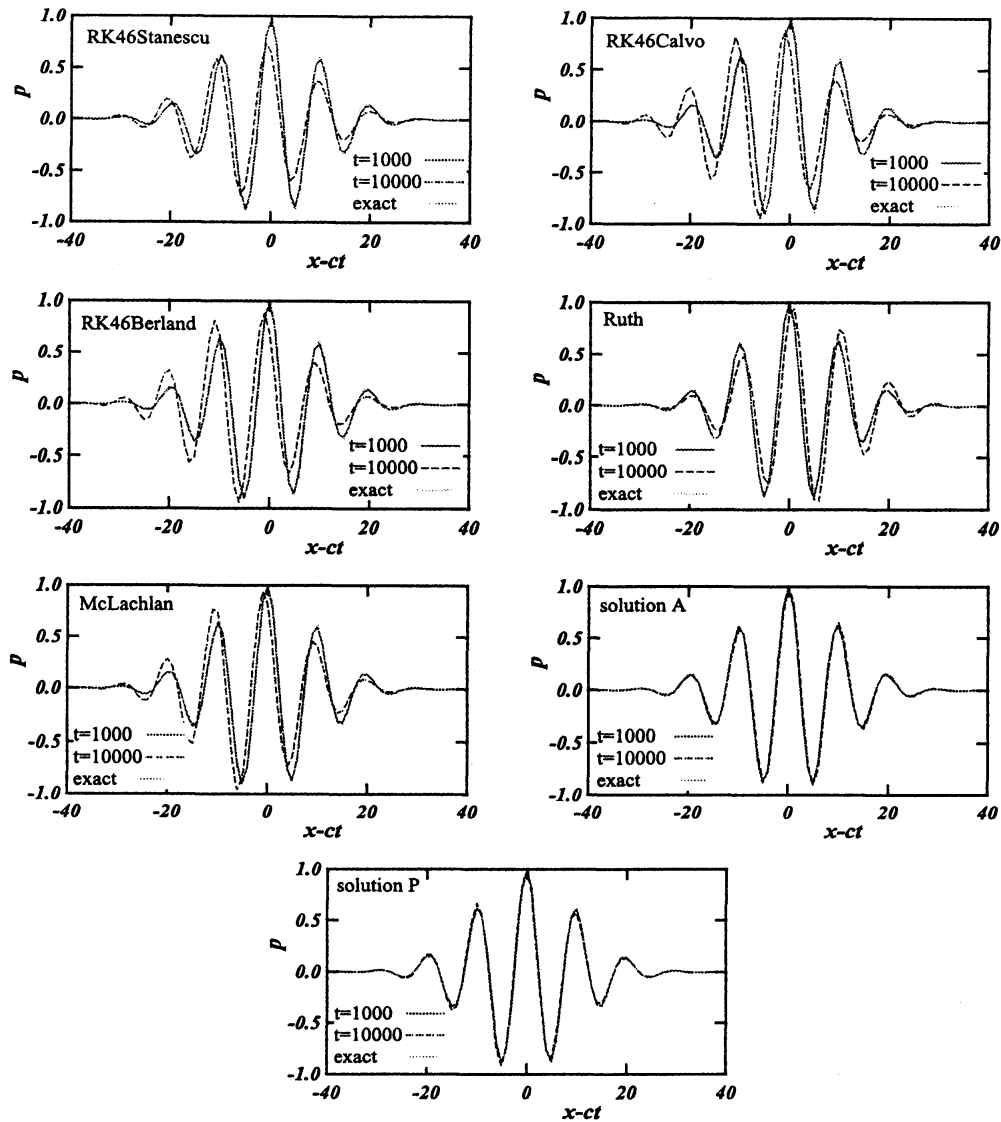 RK46Stanescu
1.0
0.5
0.0
-0.5
-1.0
p
t=1000
t=10000
exact
-40 -20 0 20 40
x-ct
RK46Calvo
1.0
0.5
0.0
-0.5
-1.0
p
t=1000
t=10000
exact
-40 -20 0 20 40
x-ct
RK46Berland
1.0
0.5
0.0
-0.5
-1.0
p
t=1000
t=10000
exact
-40 -20 0 20 40
x-ct
Ruth
1.0
0.5
0.0
-0.5
-1.0
p
t=1000
t=10000
exact
-40 -20 0 20 40
x-ct
McLachlan
1.0
0.5
0.0
-0.5
-1.0
p
t=1000
t=10000
exact
-40 -20 0 20 40
x-ct
solution A
1.0
0.5
0.0
-0.5
-1.0
p
t=1000
t=10000
exact
-40 -20 0 20 40
x-ct
solution P
1.0
0.5
0.0
-0.5
-1.0
p
t=1000
t=10000
exact
-40 -20 0 20 40
x-ct